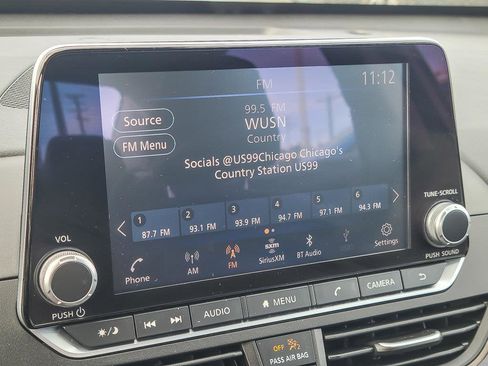 FM
11:12
99.5 FM
Source
WUSN
Country
FM Menu
Socials @US99Chicago Chicago's
Country Station US99
1 2 3 4 5 6
87.7 FM 93.1 FM 93.9 FM 94.7 FM 97.1 FM 94.3 FM
TUNE·SCROLL
VOL
Phone AM FM SiriusXM BT Audio Settings
sxm
PUSH
PUSH SOUND
AUDIO MENU CAMERA
OFF
PASS AIR BAG